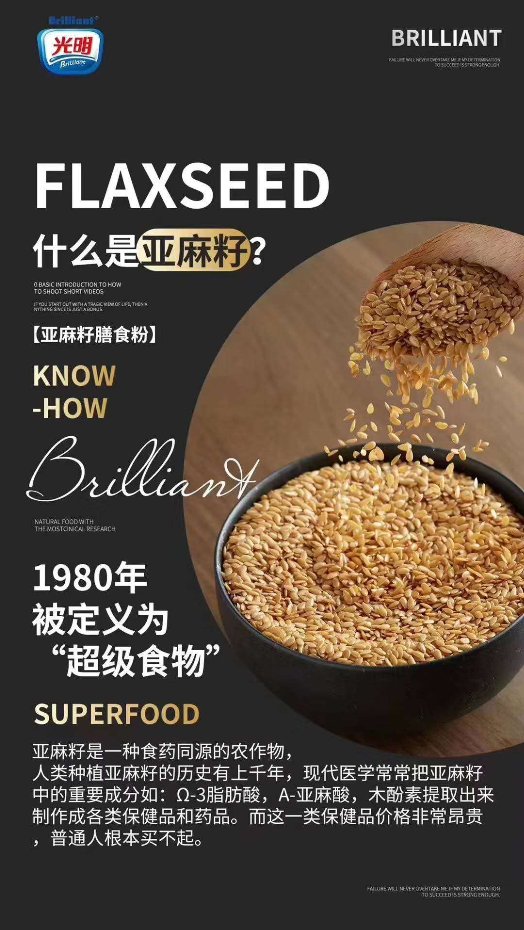 Brilliant
光明
Brilliant
BRILLIANT
FAILURE WILL NEVER OVERTAKE ME IF MY DETERMINATION
TO SUCCEED IS STRONG ENOUGH.
FLAXSEED
什么是亚麻籽?
0 BASIC INTRODUCTION TO HOW
TO SHOOT SHORT VIDEOS
IF YOU START OUT WITH A TRAGIC VIEW OF LIFE, THEN A
NYTHING SINCE IS JUST A BONUS.
【亚麻籽膳食粉】
KNOW
-HOW
Brilliant
NATURAL FOOD WITH
THE MOSTCINICAL RESEARCH
1980年
被定义为
“超级食物”
SUPERFOOD
亚麻籽是一种食药同源的农作物，
人类种植亚麻籽的历史有上千年，现代医学常常把亚麻籽
中的重要成分如：Ω-3脂肪酸，A-亚麻酸，木酚素提取出来
制作成各类保健品和药品。而这一类保健品价格非常昂贵
，普通人根本买不起。
FAILURE WILL NEVER OVERTAKE ME IF MY DETERMINATION
TO SUCCEED IS STRONG ENOUGH.